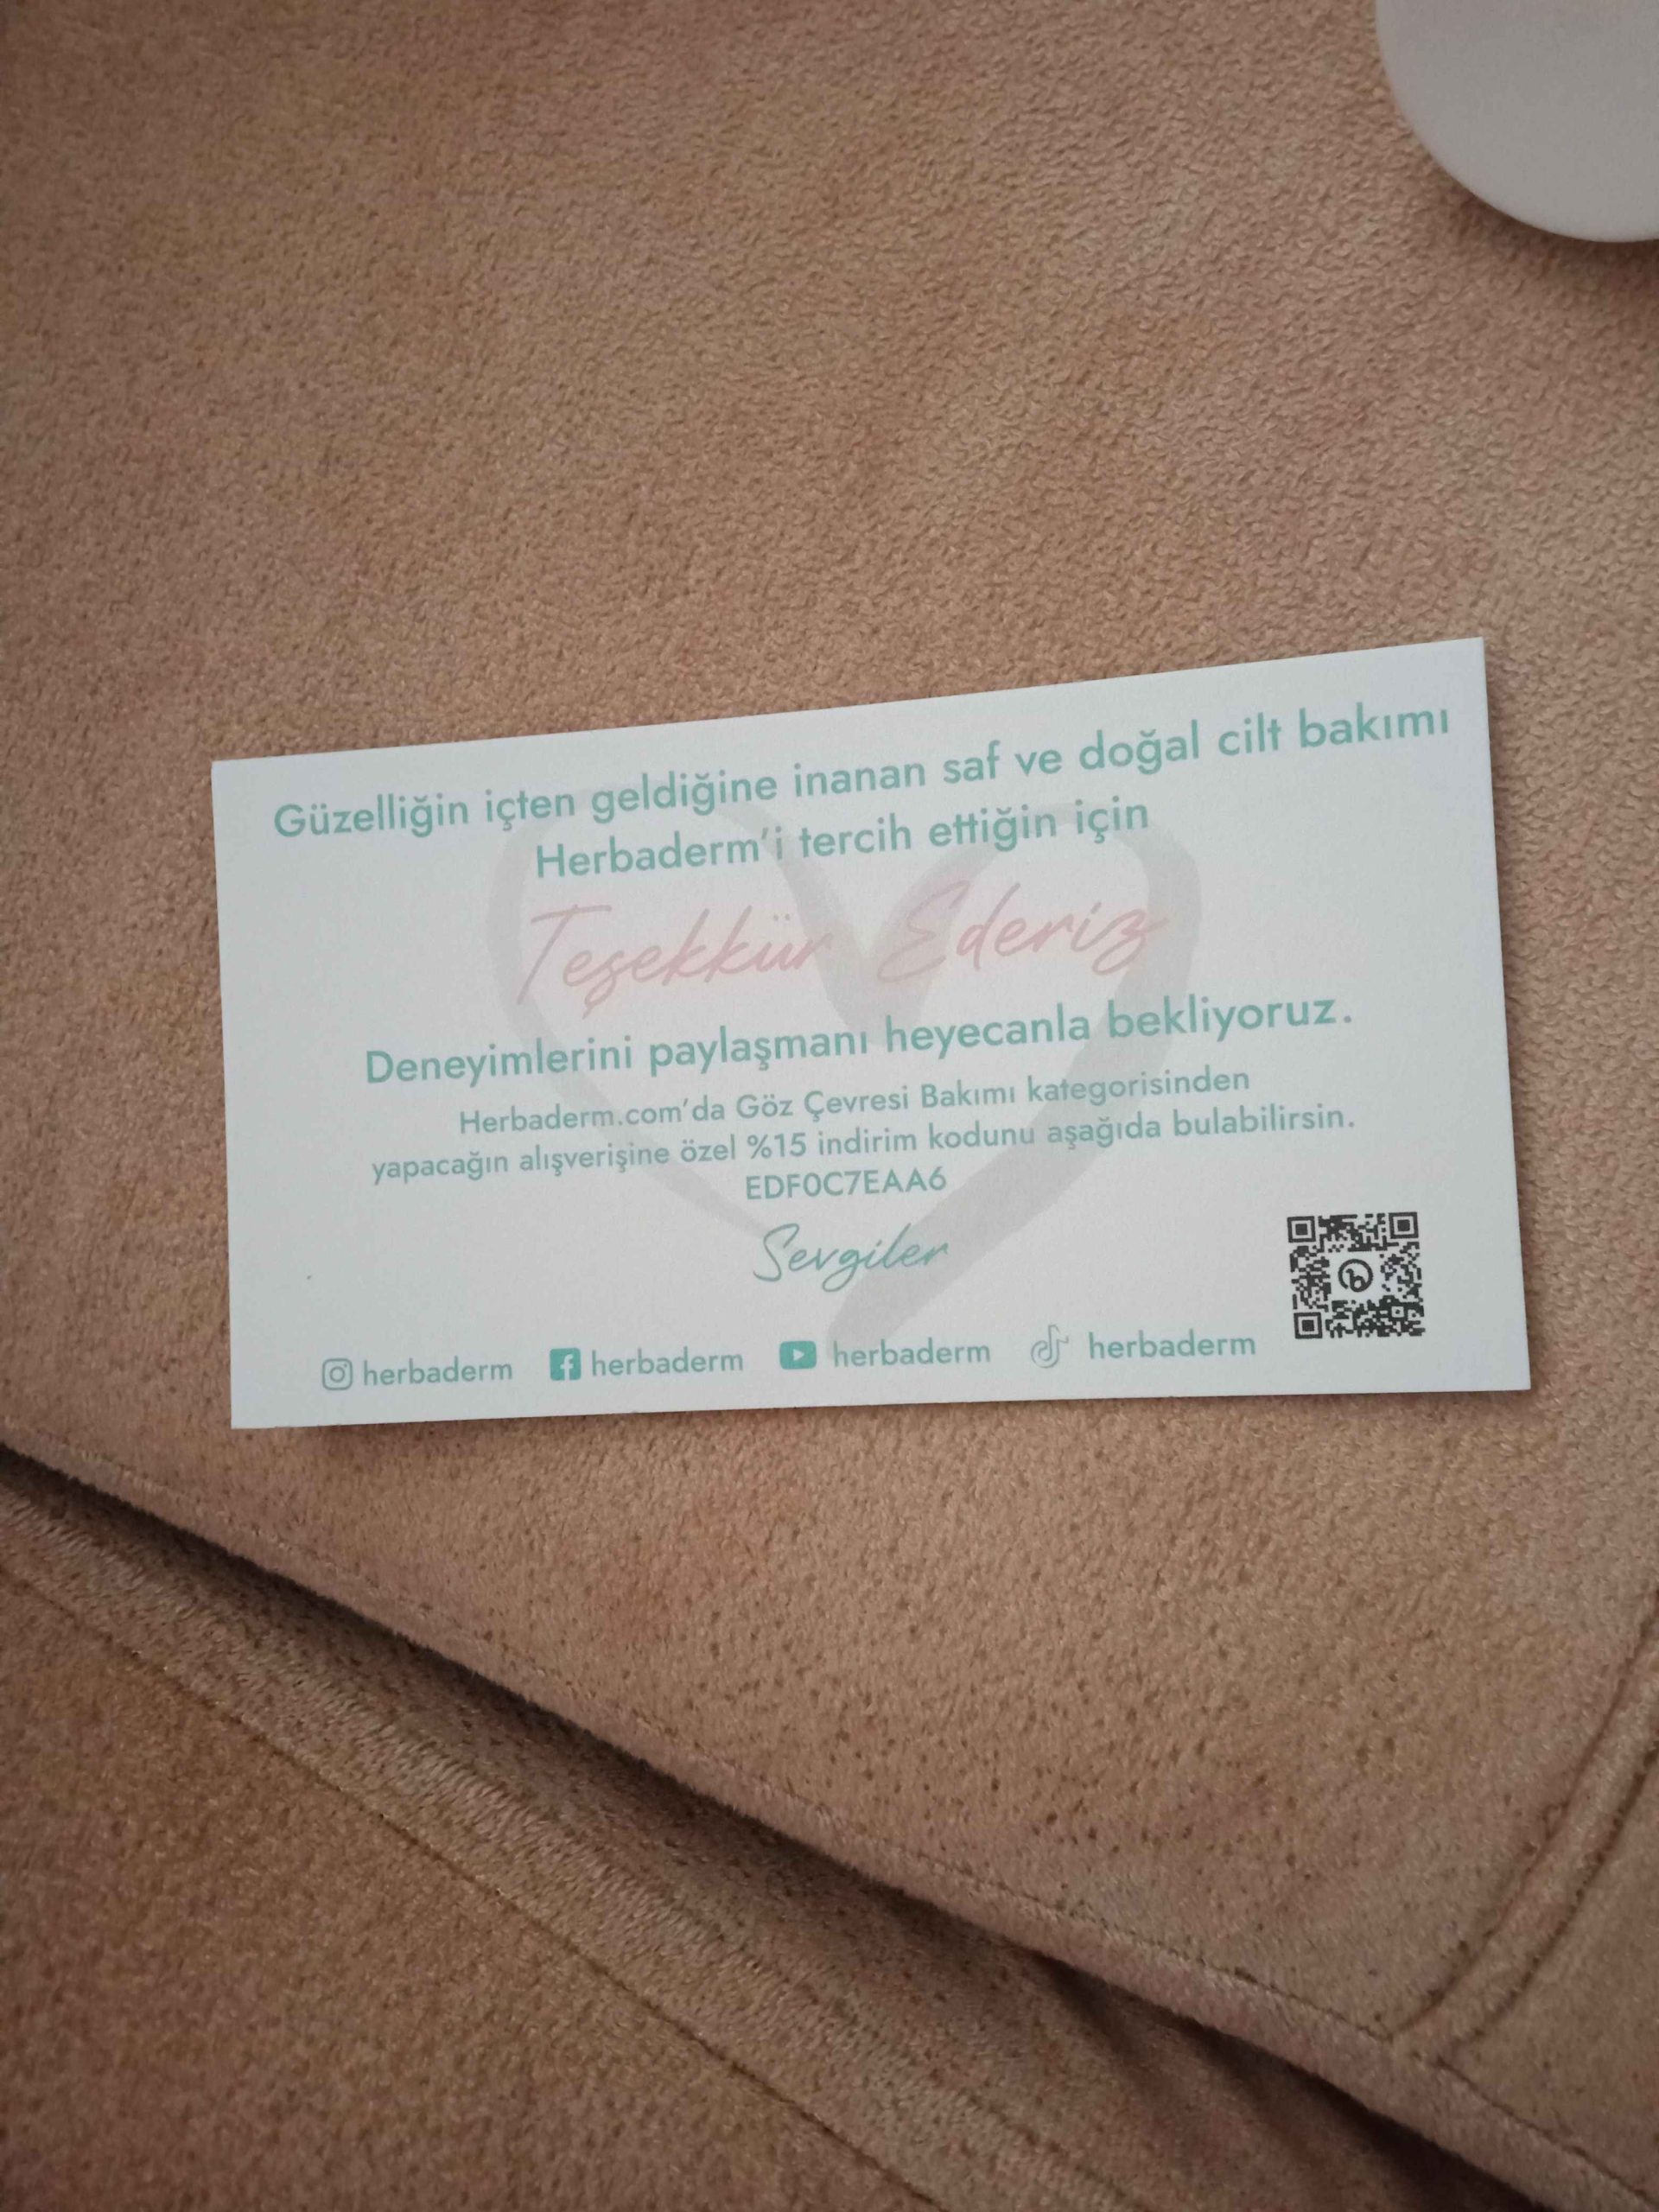 Güzelliğin içten geldiğine inanan saf ve doğal cilt bakımı
Herbaderm'i tercih ettiğin için
Teşekkür Ederiz
Deneyimlerini paylaşmanı heyecanla bekliyoruz.
Herbaderm.com'da Göz Çevresi Bakımı kategorisinden
yapacağın alışverişine özel %15 indirim kodunu aşağıda bulabilirsin.
EDF0C7EAA6
Sevgiler
herbaderm herbaderm herbaderm herbaderm